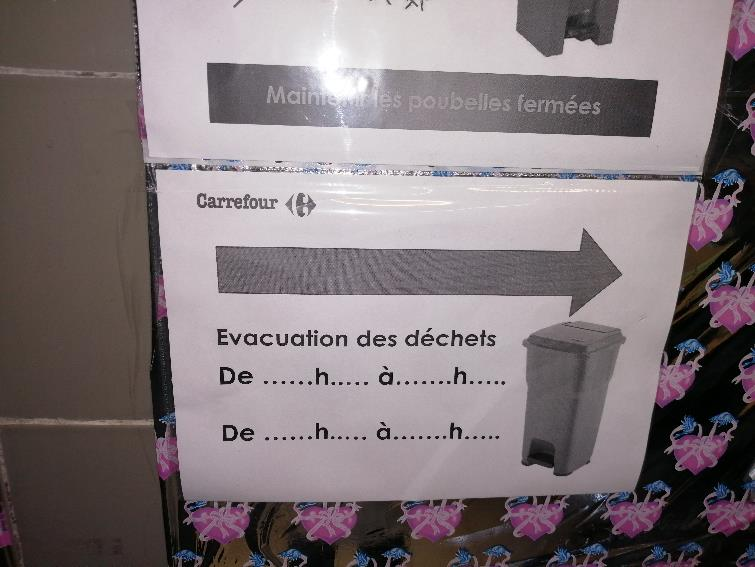 Maintenir les poubelles fermées
Carrefour
Evacuation des déchets
De ......h..... à.......h.....
De ......h..... à.......h.....